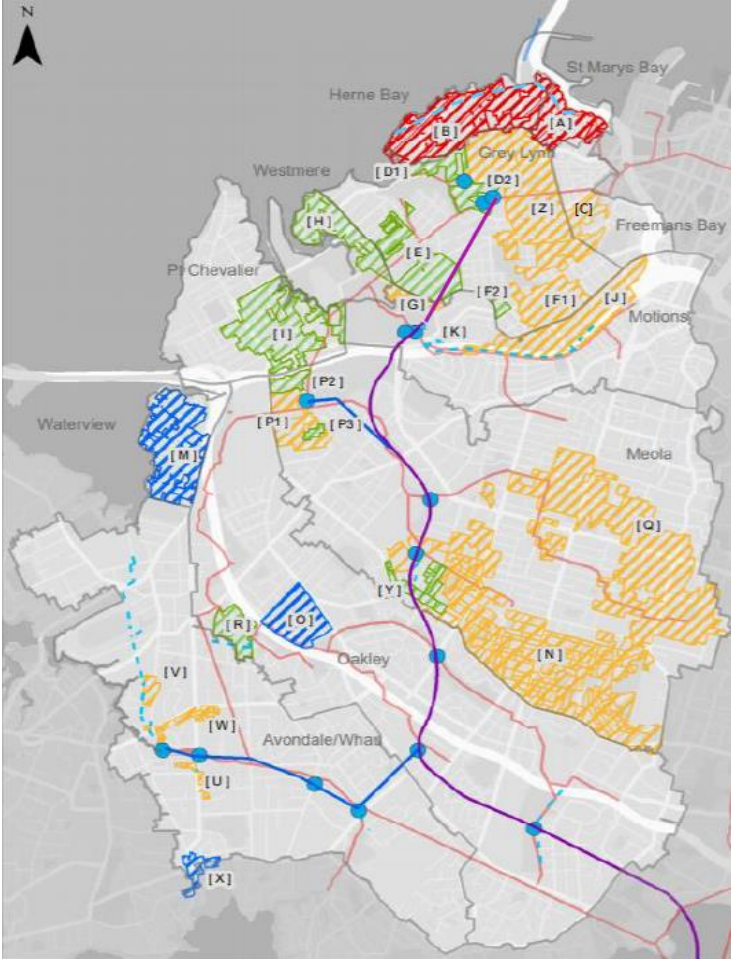 N
St Marys Bay
Herne Bay
[A]
[B]
Grey Lynn
Westmere
[D1]
[D2]
[H]
[Z]
[C]
Freemans Bay
[E]
Pt Chevalier
[F2]
[G]
[F1]
[J]
Motions
[I]
[K]
[P2]
Waterview
[P1]
[P3]
[M]
Meola
[Q]
[Y]
[R]
[O]
[N]
Oakley
[V]
[W]
Avondale/Whau
[U]
[X]